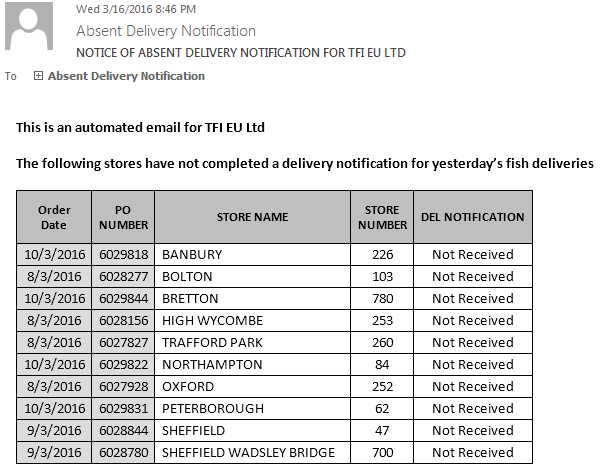 Wed 3/16/2016 8:46 PM
Absent Delivery Notification
NOTICE OF ABSENT DELIVERY NOTIFICATION FOR TFI EU LTD
To Absent Delivery Notification
This is an automated email for TFI EU Ltd
The following stores have not completed a delivery notification for yesterday's fish deliveries
Order Date PO NUMBER STORE NAME STORE NUMBER DEL NOTIFICATION
10/3/2016 6029818 BANBURY 226 Not Received
8/3/2016 6028277 BOLTON 103 Not Received
10/3/2016 6029844 BRETTON 780 Not Received
8/3/2016 6028156 HIGH WYCOMBE 253 Not Received
8/3/2016 6027827 TRAFFORD PARK 260 Not Received
10/3/2016 6029822 NORTHAMPTON 84 Not Received
8/3/2016 6027928 OXFORD 252 Not Received
10/3/2016 6029831 PETERBOROUGH 62 Not Received
9/3/2016 6028844 SHEFFIELD 47 Not Received
9/3/2016 6028780 SHEFFIELD WADSLEY BRIDGE 700 Not Received